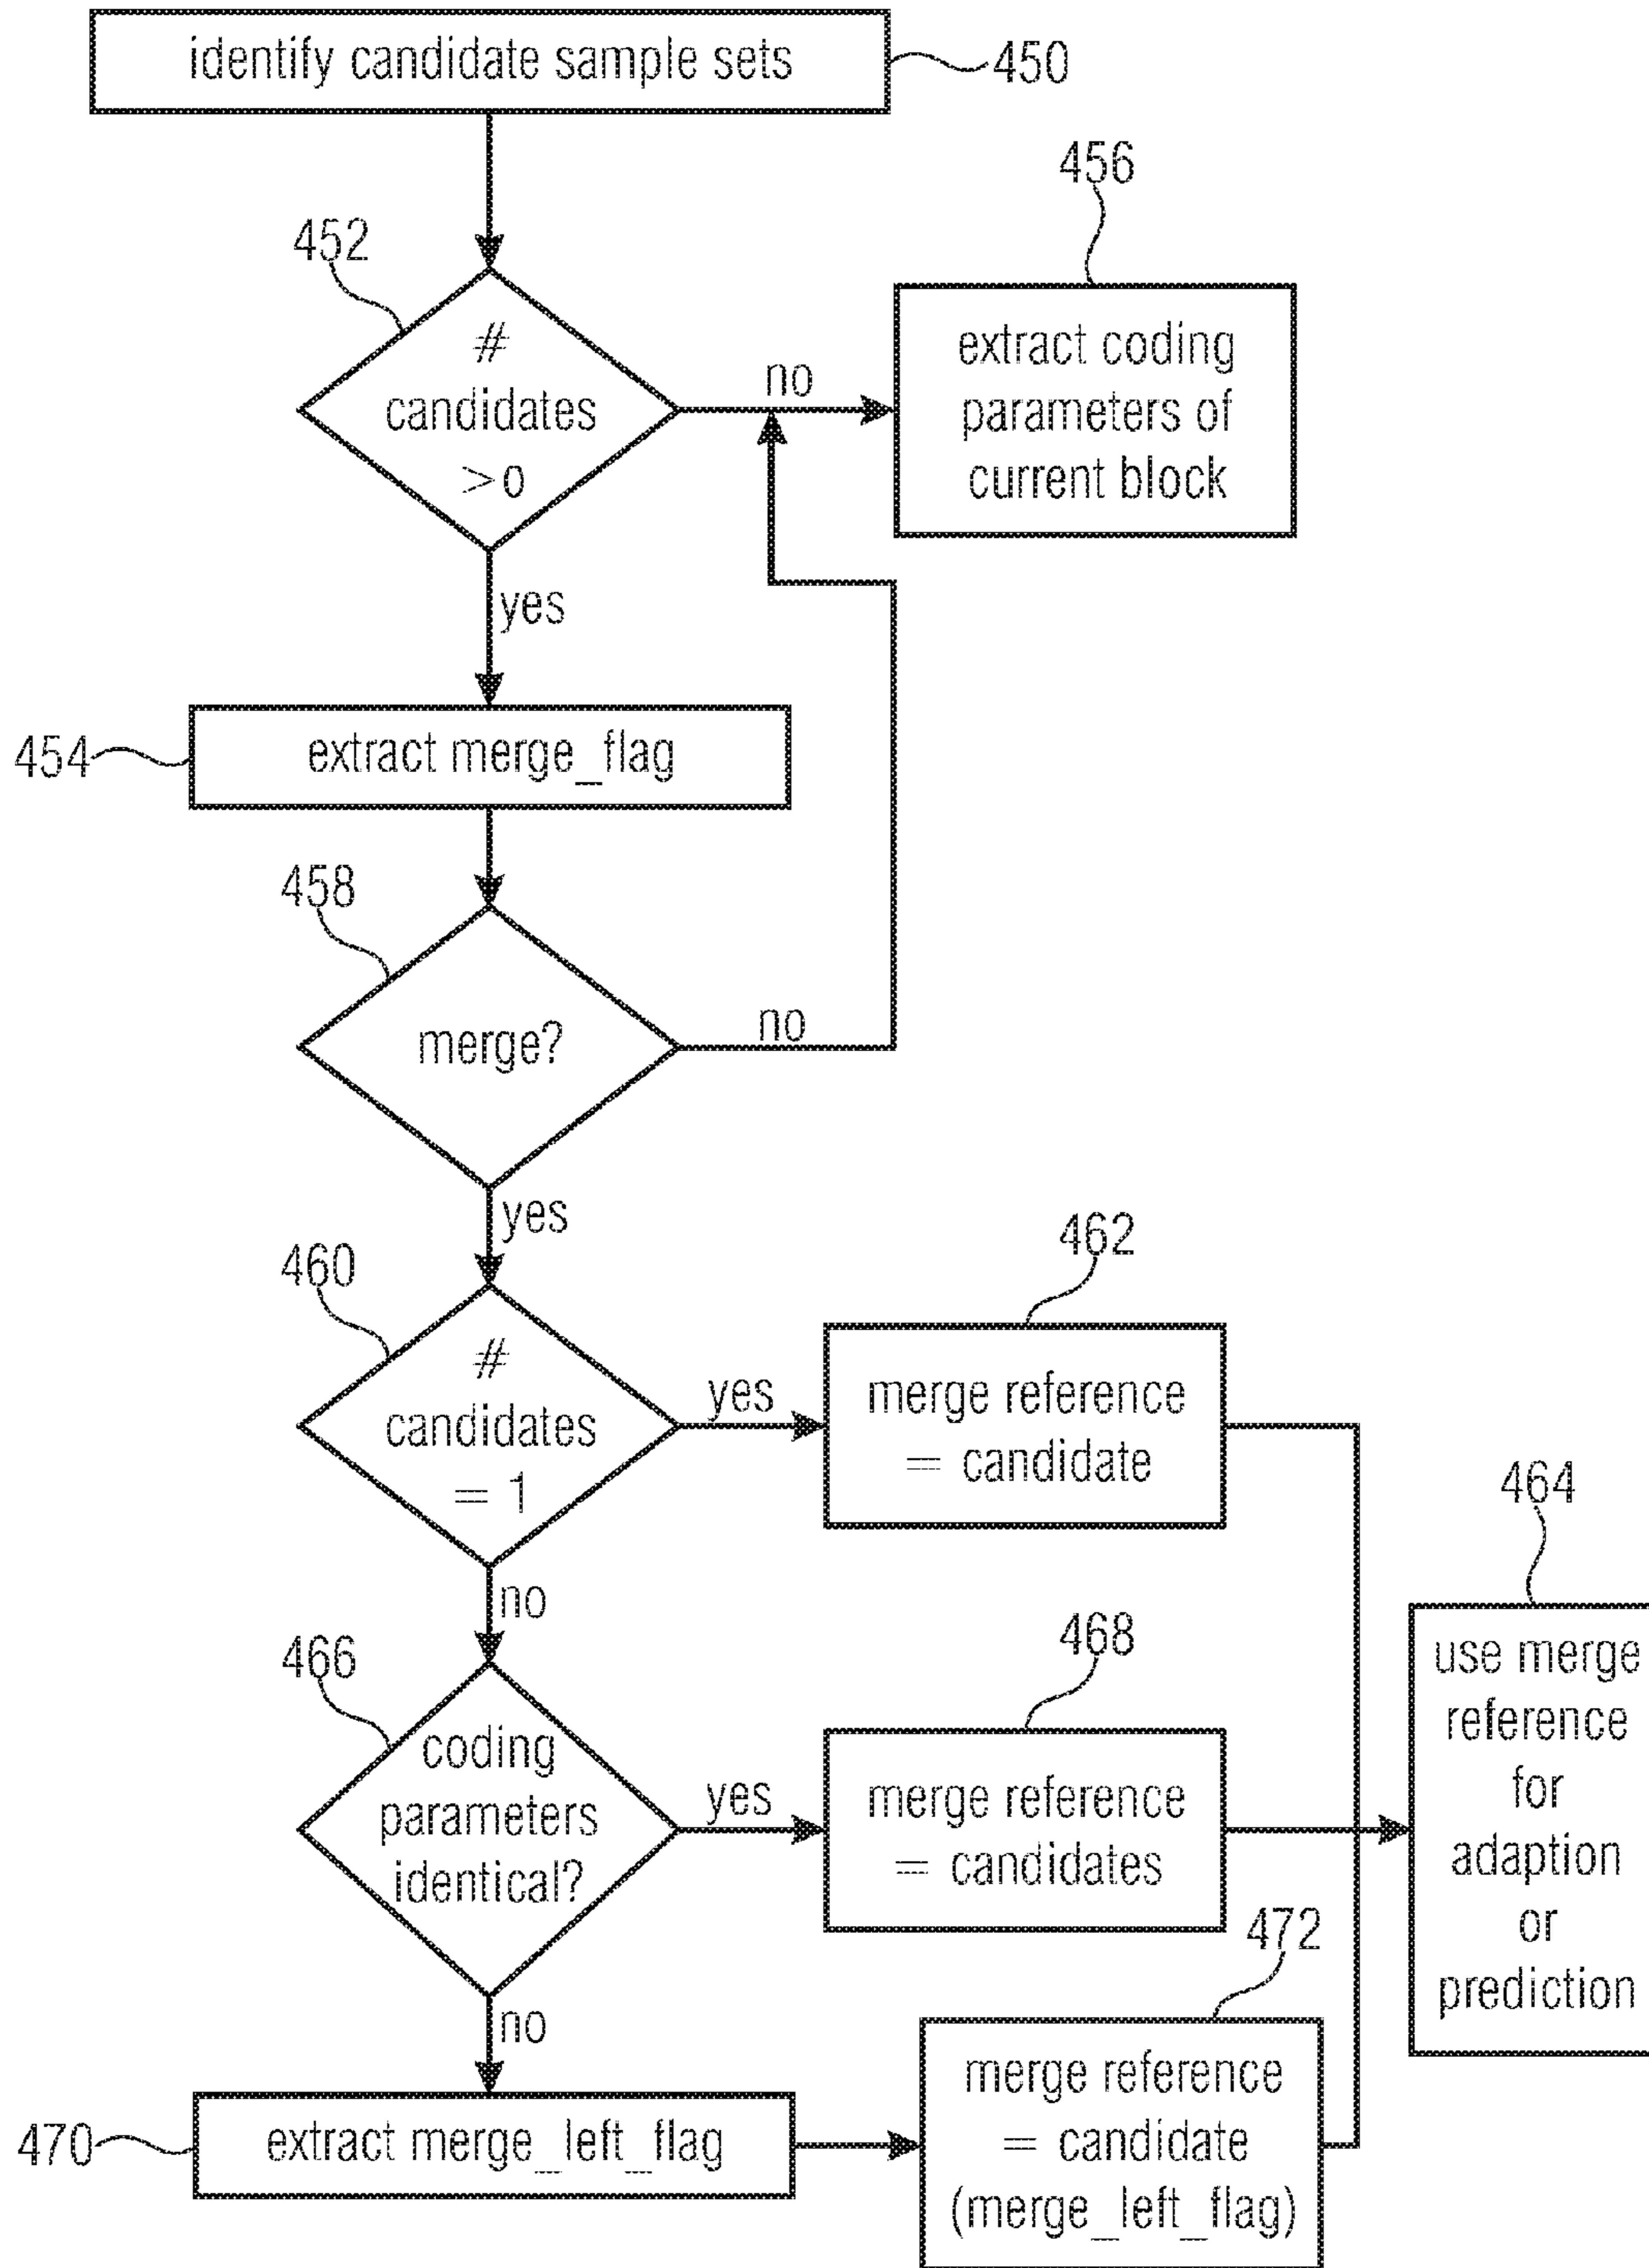 identify candidate sample sets
450
456
452
#
candidates
>0
no
extract coding
parameters of
current block
yes
454
extract merge_flag
458
merge?
no
yes
460
462
#
candidates
= 1
yes
merge reference
= candidate
464
no
466
468
coding
parameters
identical?
yes
merge reference
= candidates
use merge
reference
for
adaption
or
prediction
472
no
470
extract merge_left_flag
merge reference
= candidate
(merge_left_flag)